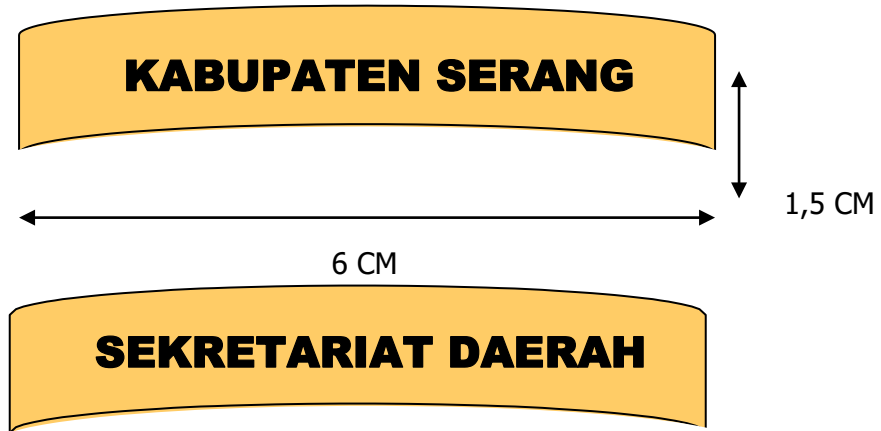 KABUPATEN SERANG
1,5 CM
6 CM
SEKRETARIAT DAERAH